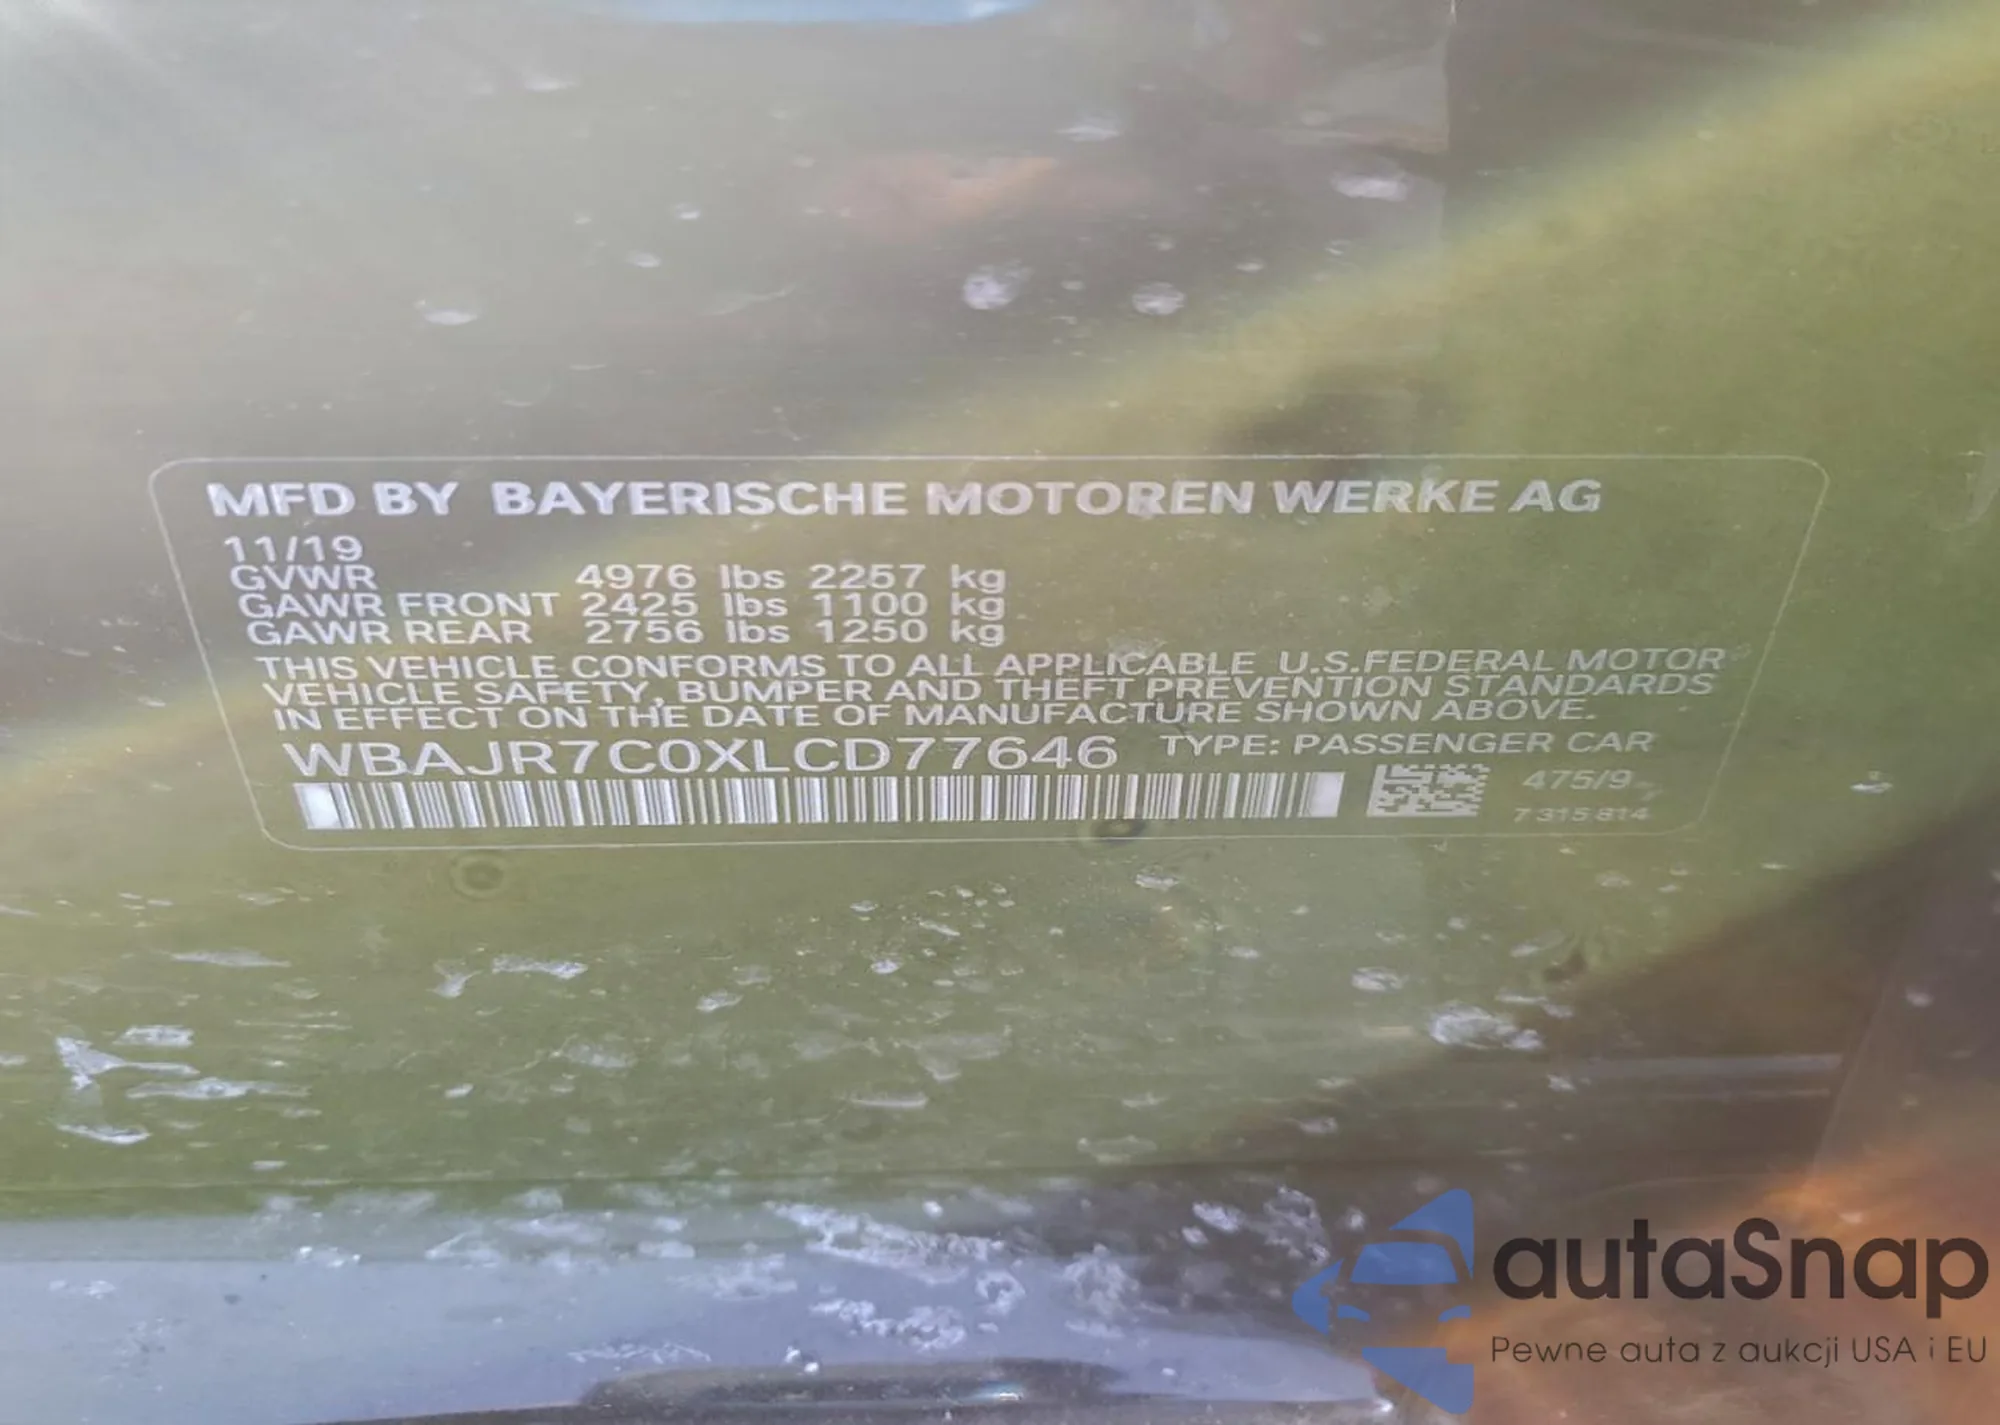 MFD BY BAYERISCHE MOTOREN WERKE AG
11/19
GVWR 4976 lbs 2257 kg
GAWR FRONT 2425 lbs 1100 kg
GAWR REAR 2756 lbs 1250 kg
THIS VEHICLE CONFORMS TO ALL APPLICABLE U.S.FEDERAL MOTOR
VEHICLE SAFETY, BUMPER AND THEFT PREVENTION STANDARDS
IN EFFECT ON THE DATE OF MANUFACTURE SHOWN ABOVE.
WBAJR7C0XLCD77646 TYPE: PASSENGER CAR
475/9
7 315 814
autaSnap
Pewne auta z aukcji USA i EU